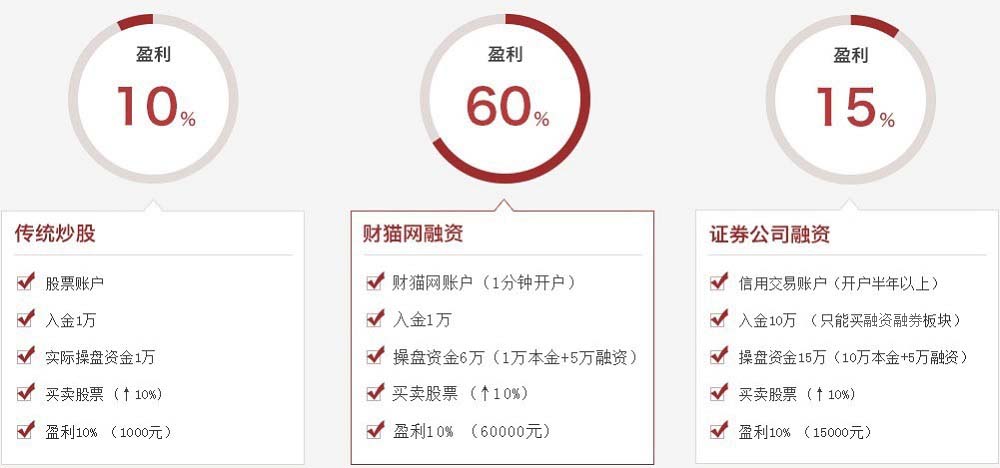 盈利
10%
传统炒股
股票账户
入金1万
实际操盘资金1万
买卖股票（↑10%）
盈利10% （1000元）
盈利
60%
财猫网融资
财猫网账户（1分钟开户）
入金1万
操盘资金6万（1万本金+5万融资）
买卖股票（↑10%）
盈利10% （60000元）
盈利
15%
证券公司融资
信用交易账户（开户半年以上）
入金10万 （只能买融资融券板块）
操盘资金15万（10万本金+5万融资）
买卖股票（↑10%）
盈利10% （15000元）